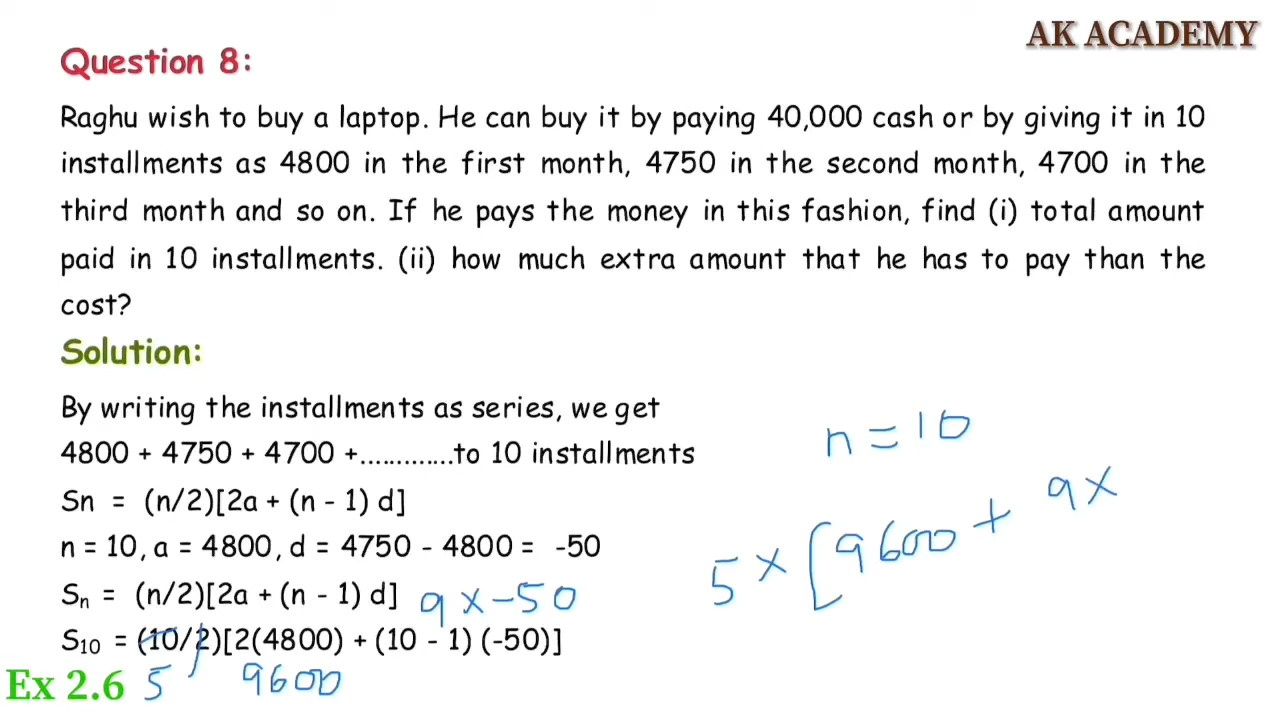 AK ACADEMY
Question 8:
Raghu wish to buy a laptop. He can buy it by paying 40,000 cash or by giving it in 10
installments as 4800 in the first month, 4750 in the second month, 4700 in the
third month and so on. If he pays the money in this fashion, find (i) total amount
paid in 10 installments. (ii) how much extra amount that he has to pay than the
cost?
Solution:
By writing the installments as series, we get
4800 + 4750 + 4700 +.............to 10 installments
n = 10
Sn = (n/2)[2a + (n - 1) d]
n = 10, a = 4800, d = 4750 - 4800 = -50
5 × [9600 + 9×
Sₙ = (n/2)[2a + (n - 1) d] 9 × -50
S₁₀ = (10/2)[2(4800) + (10 - 1) (-50)]
Ex 2.6 5 9600